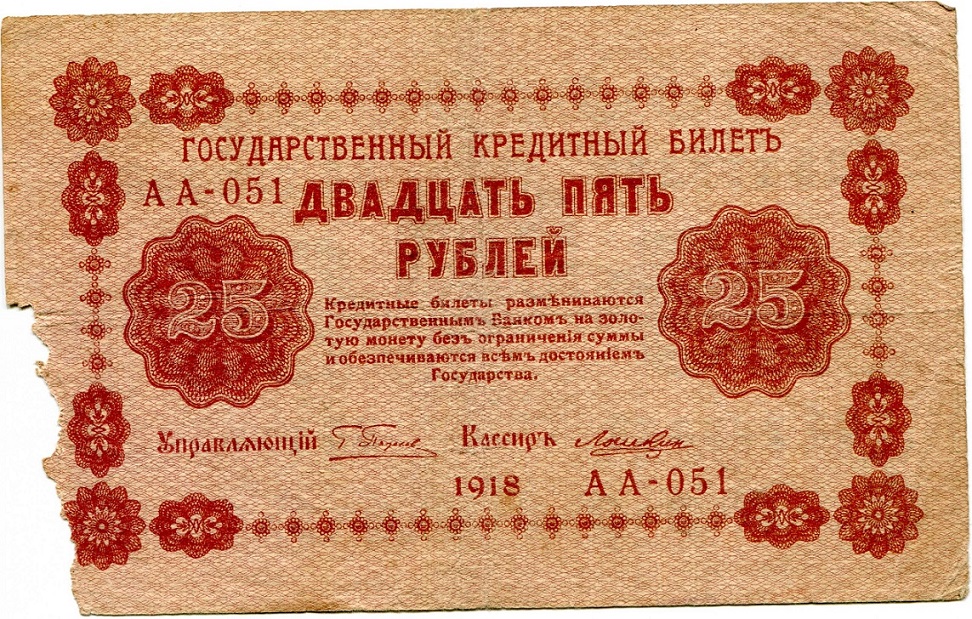 ГОСУДАРСТВЕННЫЙ КРЕДИТНЫЙ БИЛЕТЪ
АА-051
ДВАДЦАТЬ ПЯТЬ
РУБЛЕЙ
25
25
Кредитные билеты размѣниваются
Государственнымъ Банкомъ на золо-
тую монету безъ ограниченія суммы
и обезпечиваются всѣмъ достояніемъ
Государства.
Управляющій
Кассиръ
1918 АА-051